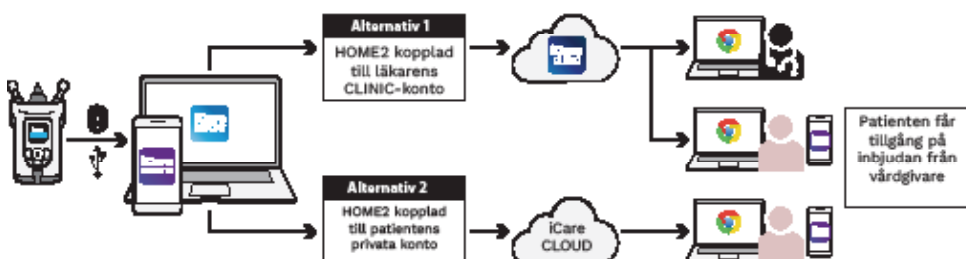 Alternativ 1
HOME2 kopplad
till läkarens
CLINIC-konto
Patienten får
tillgång på
inbjudan från
vårdgivare
Alternativ 2
HOME2 kopplad
till patientens
privata konto
iCare
CLOUD